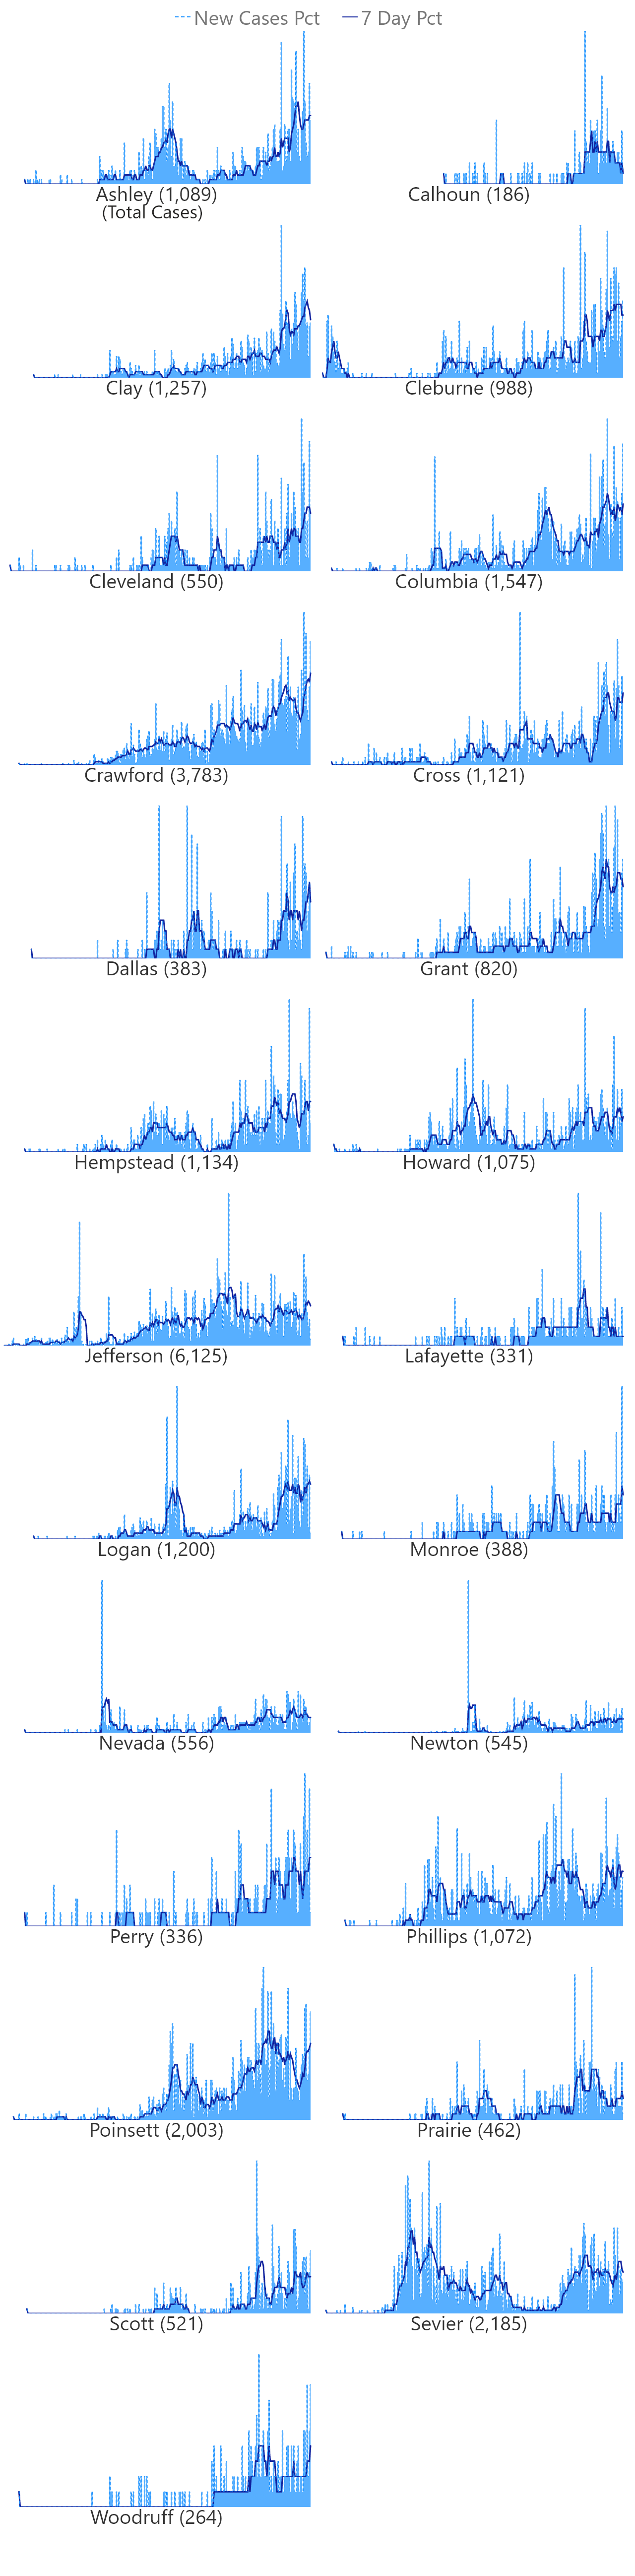 New Cases Pct 7 Day Pct
Ashley (1,089) Calhoun (186)
(Total Cases)
Clay (1,257) Cleburne (988)
Cleveland (550) Columbia (1,547)
Crawford (3,783) Cross (1,121)
Dallas (383) Grant (820)
Hempstead (1,134) Howard (1,075)
Jefferson (6,125) Lafayette (331)
Logan (1,200) Monroe (388)
Nevada (556) Newton (545)
Perry (336) Phillips (1,072)
Poinsett (2,003) Prairie (462)
Scott (521) Sevier (2,185)
Woodruff (264)